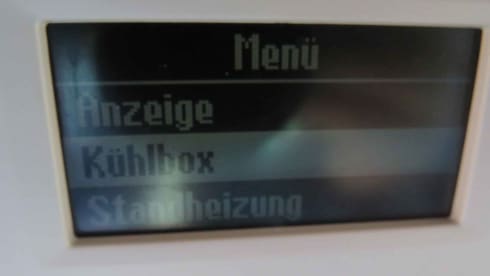 Menü
Anzeige
Kühlbox
Standheizung